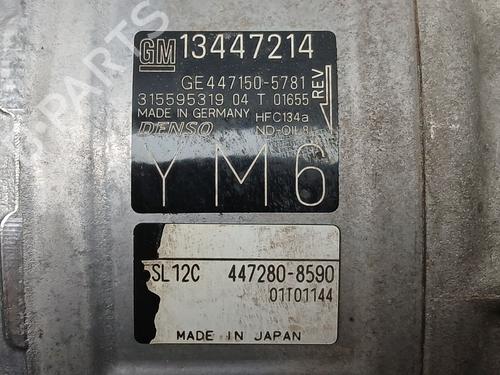 GM 13447214
GE447150-5781
315595319 04 T 01655
REV
MADE IN GERMANY HFC134a
DENSO ND-OIL8
YM6
SL12C 447280-8590
01T01144
MADE IN JAPAN